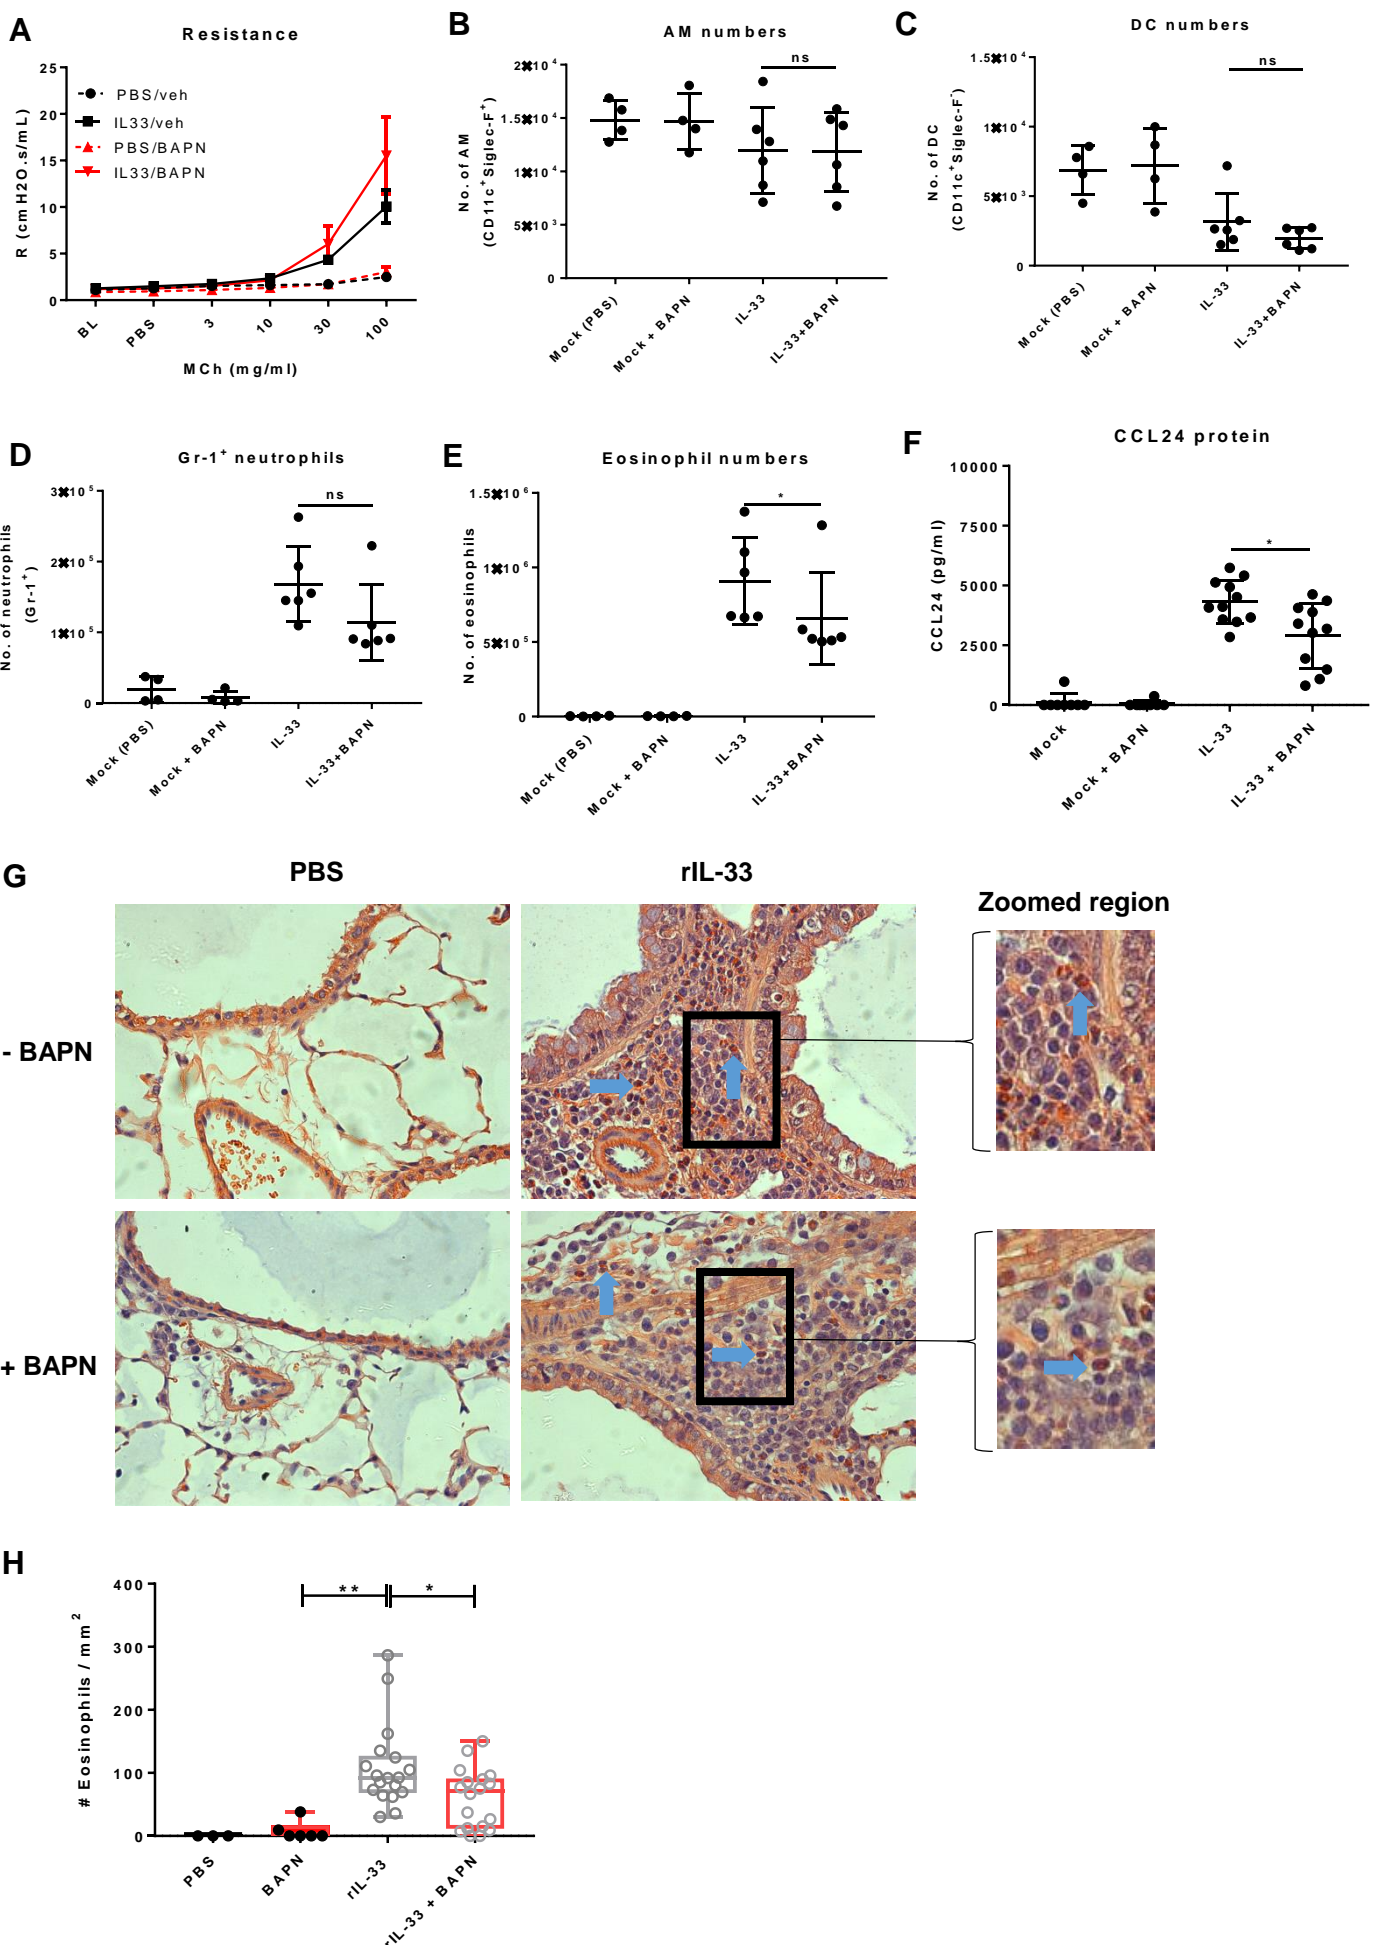 A
Resistance
25
20
15
10
5
0
R (cm H2O.s/mL)
PBS/veh
IL33/veh
PBS/BAPN
IL33/BAPN
BL
PBS
3
10
30
100
MCh (mg/ml)
B
AM numbers
ns
2✖10⁴
1.5✖10⁴
1✖10⁴
5✖10³
0
No. of AM
(CD11c⁺Siglec-F⁺)
Mock (PBS)
Mock + BAPN
IL-33
IL-33+BAPN
C
DC numbers
ns
1.5✖10⁴
1✖10⁴
5✖10³
0
No. of DC
(CD11c⁺Siglec-F⁻)
Mock (PBS)
Mock + BAPN
IL-33
IL-33+BAPN
D
Gr-1⁺ neutrophils
ns
3✖10⁵
2✖10⁵
1✖10⁵
0
No. of neutrophils
(Gr-1⁺)
Mock (PBS)
Mock + BAPN
IL-33
IL-33+BAPN
E
Eosinophil numbers
*
1.5✖10⁶
1✖10⁶
5✖10⁵
0
No. of eosinophils
Mock (PBS)
Mock + BAPN
IL-33
IL-33+BAPN
F
CCL24 protein
*
10000
7500
5000
2500
0
CCL24 (pg/ml)
Mock
Mock + BAPN
IL-33
IL-33 + BAPN
G
PBS
rIL-33
Zoomed region
- BAPN
+ BAPN
H
** *
400
300
200
100
0
# Eosinophils / mm²
PBS
BAPN
rIL-33
rIL-33 + BAPN